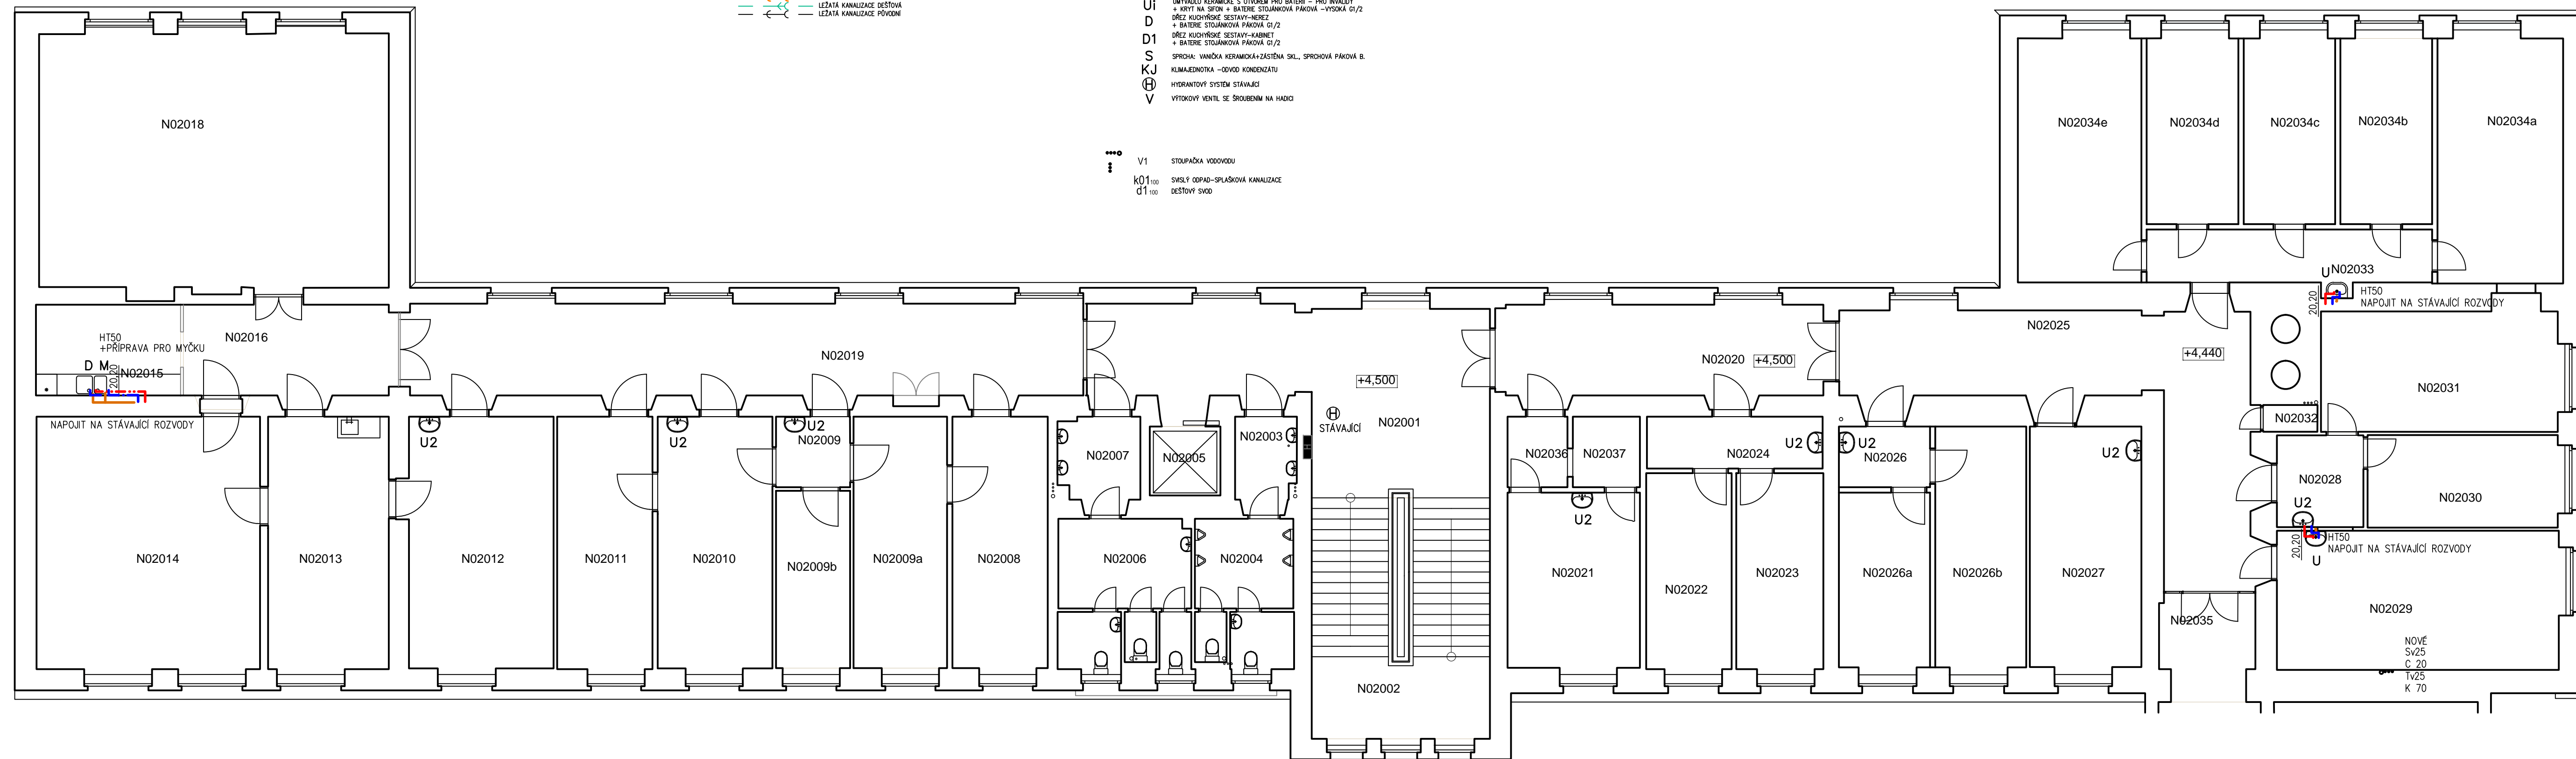 LEŽATÁ KANALIZACE DEŠŤOVÁ
LEŽATÁ KANALIZACE PŮVODNÍ
Ui UMYVADLO KERAMICKÉ S OTVOREM PRO BATERII - PRO INVALIDY
+ KRYT NA SIFON + BATERIE STOJÁNKOVÁ PÁKOVÁ -VYSOKÁ G1/2
D DŘEZ KUCHYŇSKÉ SESTAVY-NEREZ
+ BATERIE STOJÁNKOVÁ PÁKOVÁ G1/2
D1 DŘEZ KUCHYŇSKÉ SESTAVY-KABINET
+ BATERIE STOJÁNKOVÁ PÁKOVÁ G1/2
S SPRCHA: VANIČKA KERAMICKÁ+ZÁSTĚNA SKL., SPRCHOVÁ PÁKOVÁ B.
KJ KLIMAJEDNOTKA -ODVOD KONDENZÁTU
H HYDRANTOVÝ SYSTÉM STÁVAJÍCÍ
V VÝTOKOVÝ VENTIL SE ŠROUBENÍM NA HADICI
V1 STOUPAČKA VODOVODU
k01100 SVISLÝ ODPAD-SPLAŠKOVÁ KANALIZACE
d1100 DEŠŤOVÝ SVOD
N02018
N02034e
N02034d
N02034c
N02034b
N02034a
N02033
U
HT50
NAPOJIT NA STÁVAJÍCÍ ROZVODY
20,20
N02016
HT50
+PŘÍPRAVA PRO MYČKU
D M
20,20
N02015
NAPOJIT NA STÁVAJÍCÍ ROZVODY
N02019
N02020
+4,500
N02025
+4,440
N02031
N02032
+4,500
N02001
H
STÁVAJÍCÍ
U2
U2
U2
N02009
N02007
N02005
N02003
N02036
N02037
N02024
U2
U2
N02026
U2
N02028
U2
N02030
N02014
N02013
N02012
N02011
N02010
N02009b
N02009a
N02008
N02006
N02004
U2
N02021
N02022
N02023
N02026a
N02026b
N02027
20,20
HT50
NAPOJIT NA STÁVAJÍCÍ ROZVODY
U
N02029
N02035
N02002
NOVÉ
Sv25
C 20
Tv25
K 70